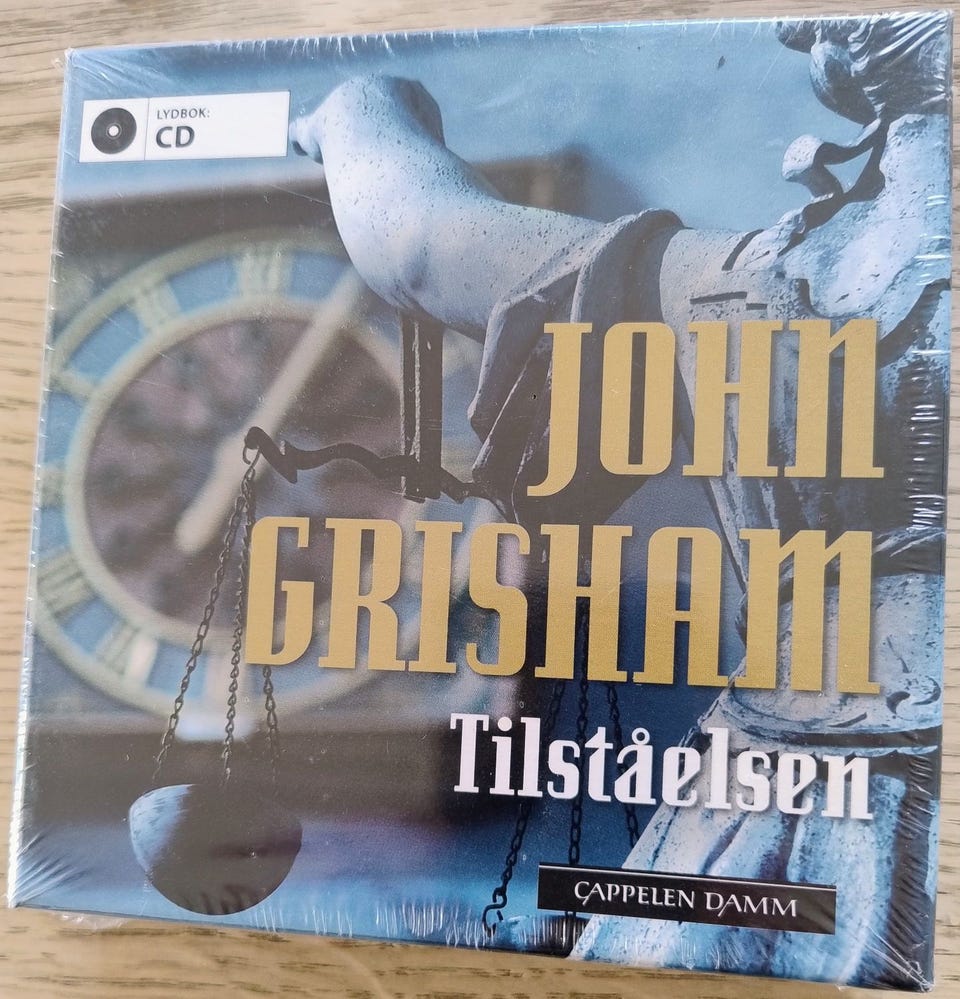 LYDBOK:
CD
JOHN
GRISHAM
Tilståelsen
CAPPELEN DAMM